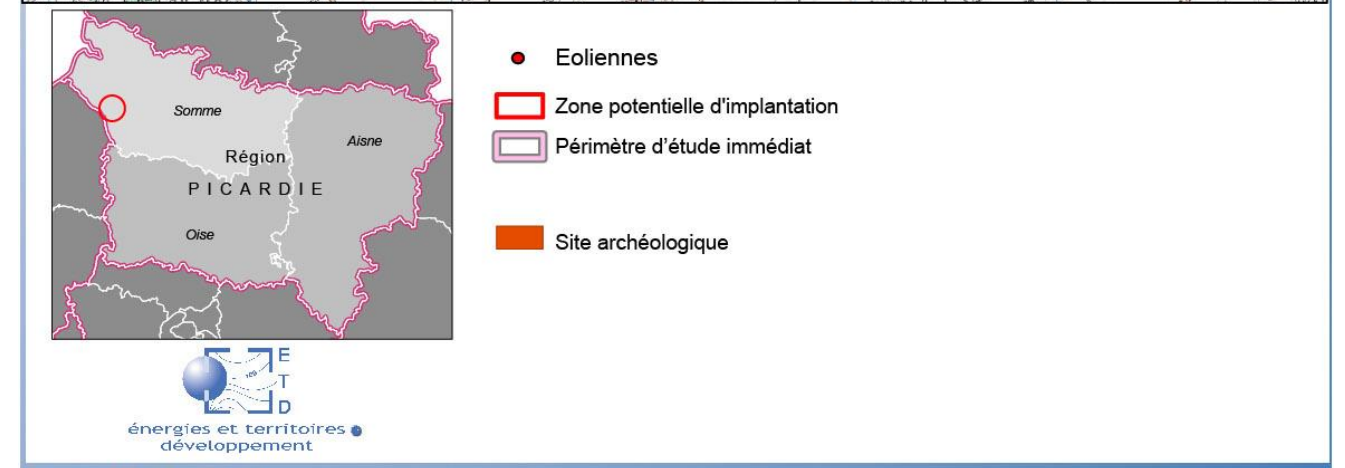 Somme
Aisne
Région
PICARDIE
Oise
Eoliennes
Zone potentielle d'implantation
Périmètre d’étude immédiat
Site archéologique
E
T
D
énergies et territoires
développement